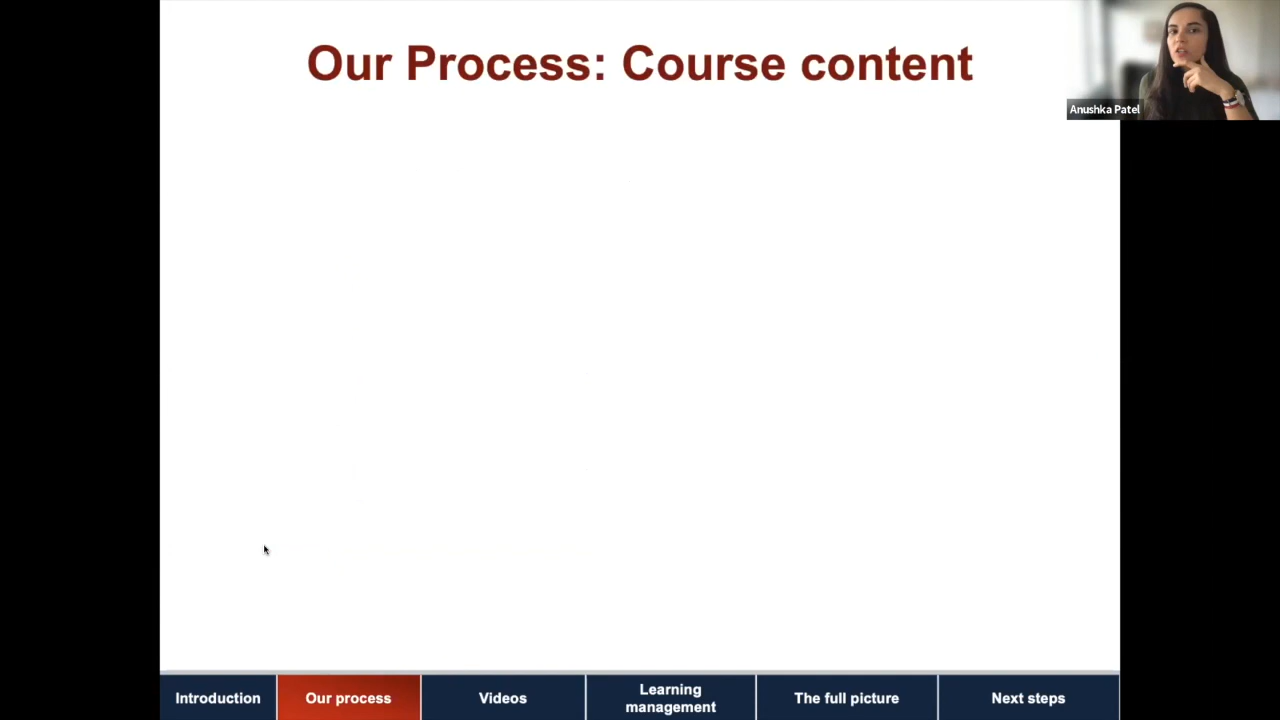 Our Process: Course content
Anushka Patel
Introduction
Our process
Videos
Learning
management
The full picture
Next steps